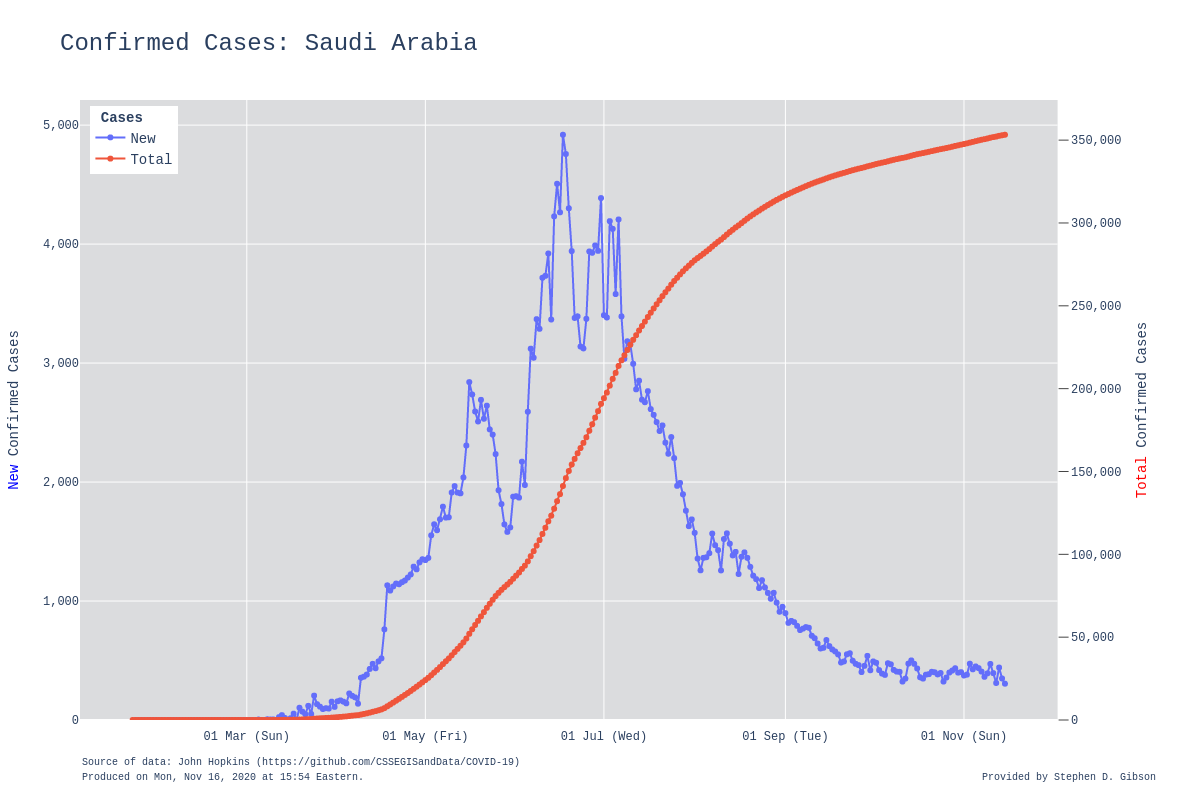 Confirmed Cases: Saudi Arabia
Cases
New
Total
5,000
4,000
3,000
2,000
1,000
0
New Confirmed Cases
350,000
300,000
250,000
200,000
150,000
100,000
50,000
0
Total Confirmed Cases
01 Mar (Sun) 01 May (Fri) 01 Jul (Wed) 01 Sep (Tue) 01 Nov (Sun)
Source of data: John Hopkins (https://github.com/CSSEGISandData/COVID-19)
Produced on Mon, Nov 16, 2020 at 15:54 Eastern.
Provided by Stephen D. Gibson